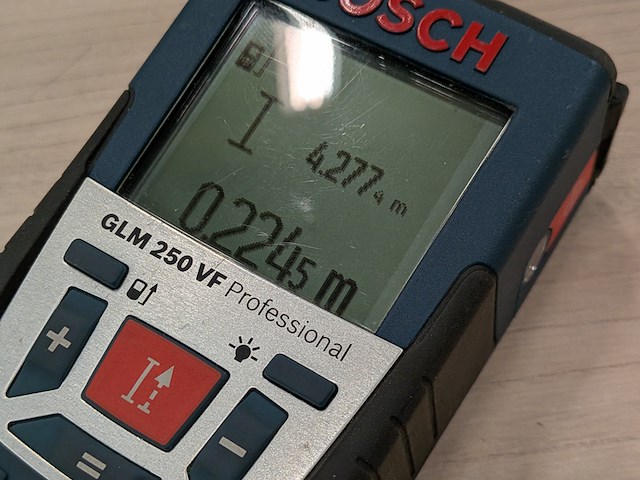 BOSCH
4.2774 m
0.2245 m
GLM 250 VF Professional
+
−
=